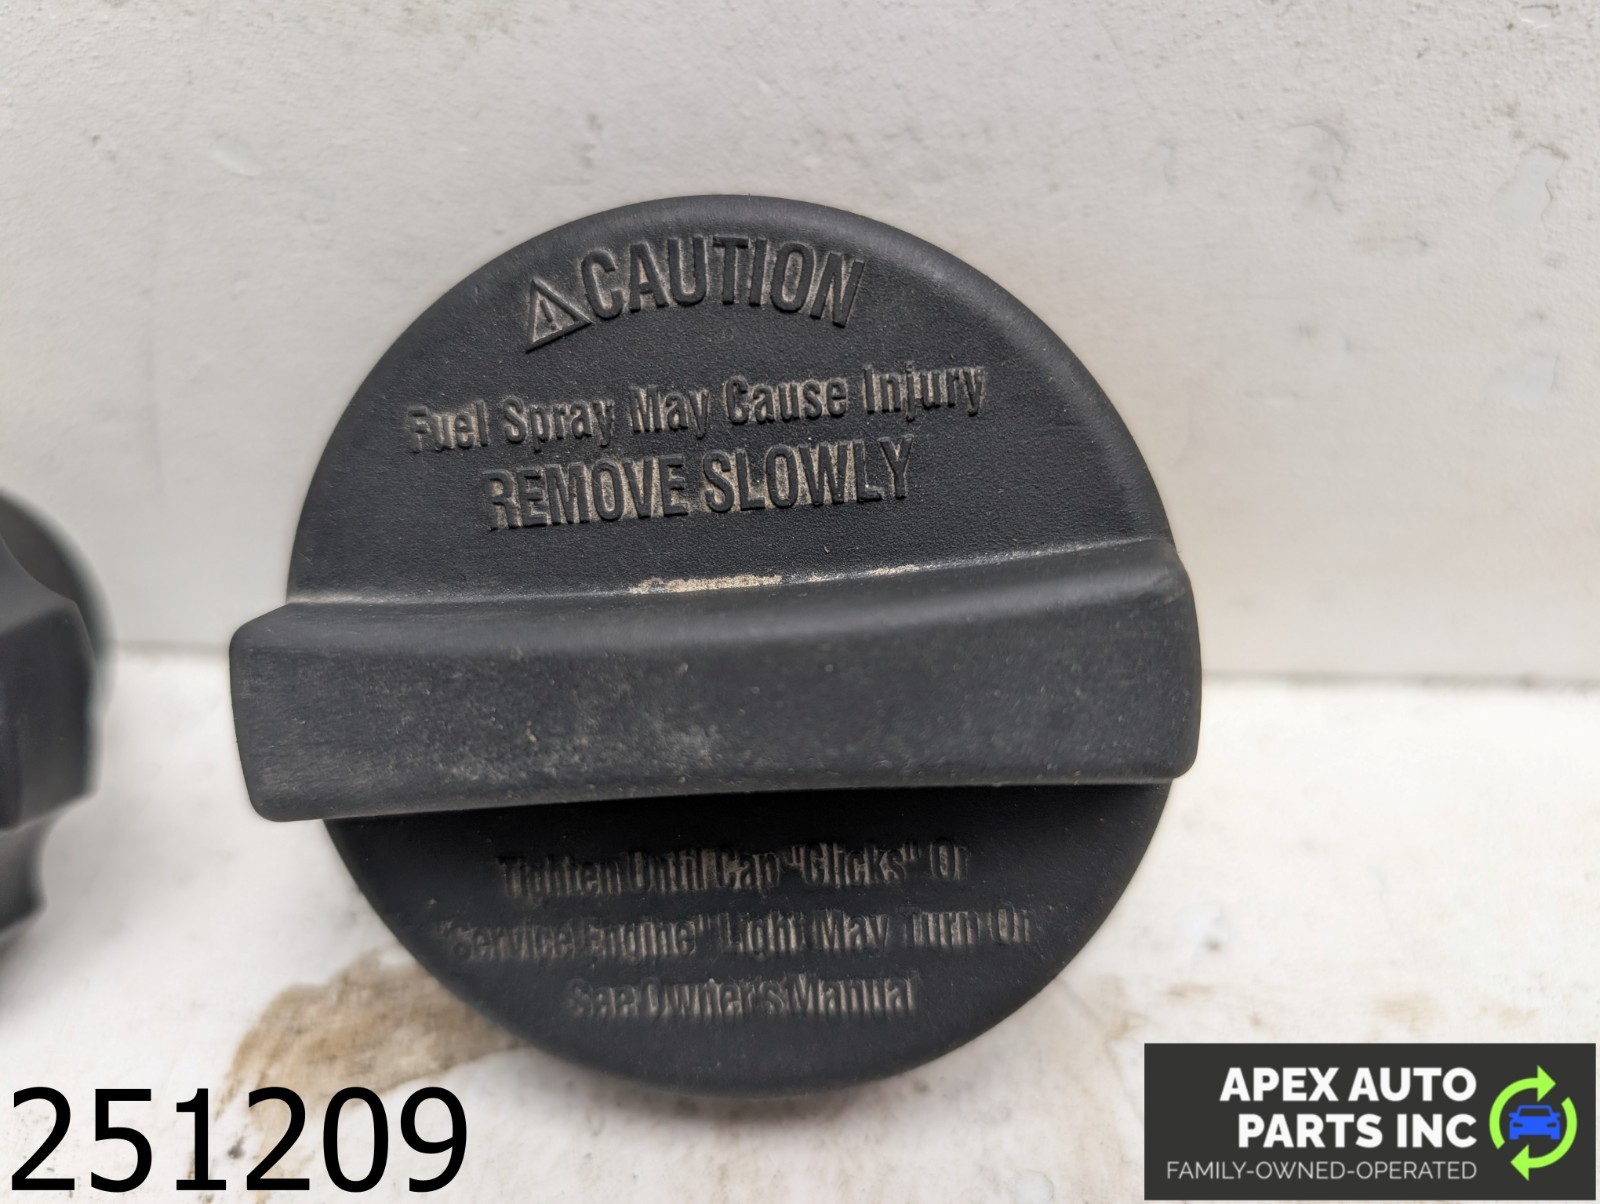 CAUTION
Fuel Spray May Cause Injury
REMOVE SLOWLY
Tighten Until Cap "Clicks" Or
"Service Engine" Light May Turn On
See Owner's Manual
251209
APEX AUTO
PARTS INC
FAMILY-OWNED-OPERATED